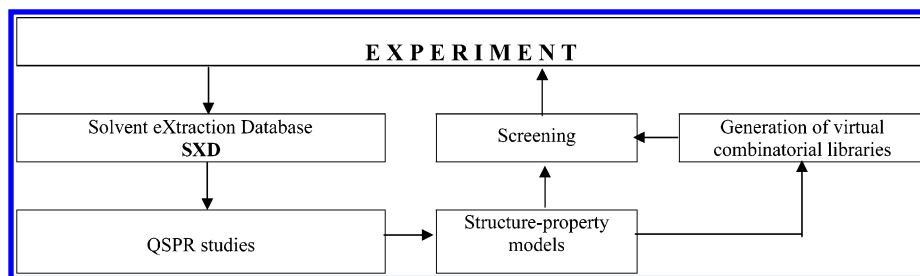 E X P E R I M E N T
Solvent eXtraction Database
SXD
Screening
Generation of virtual
combinatorial libraries
QSPR studies
Structure-property
models